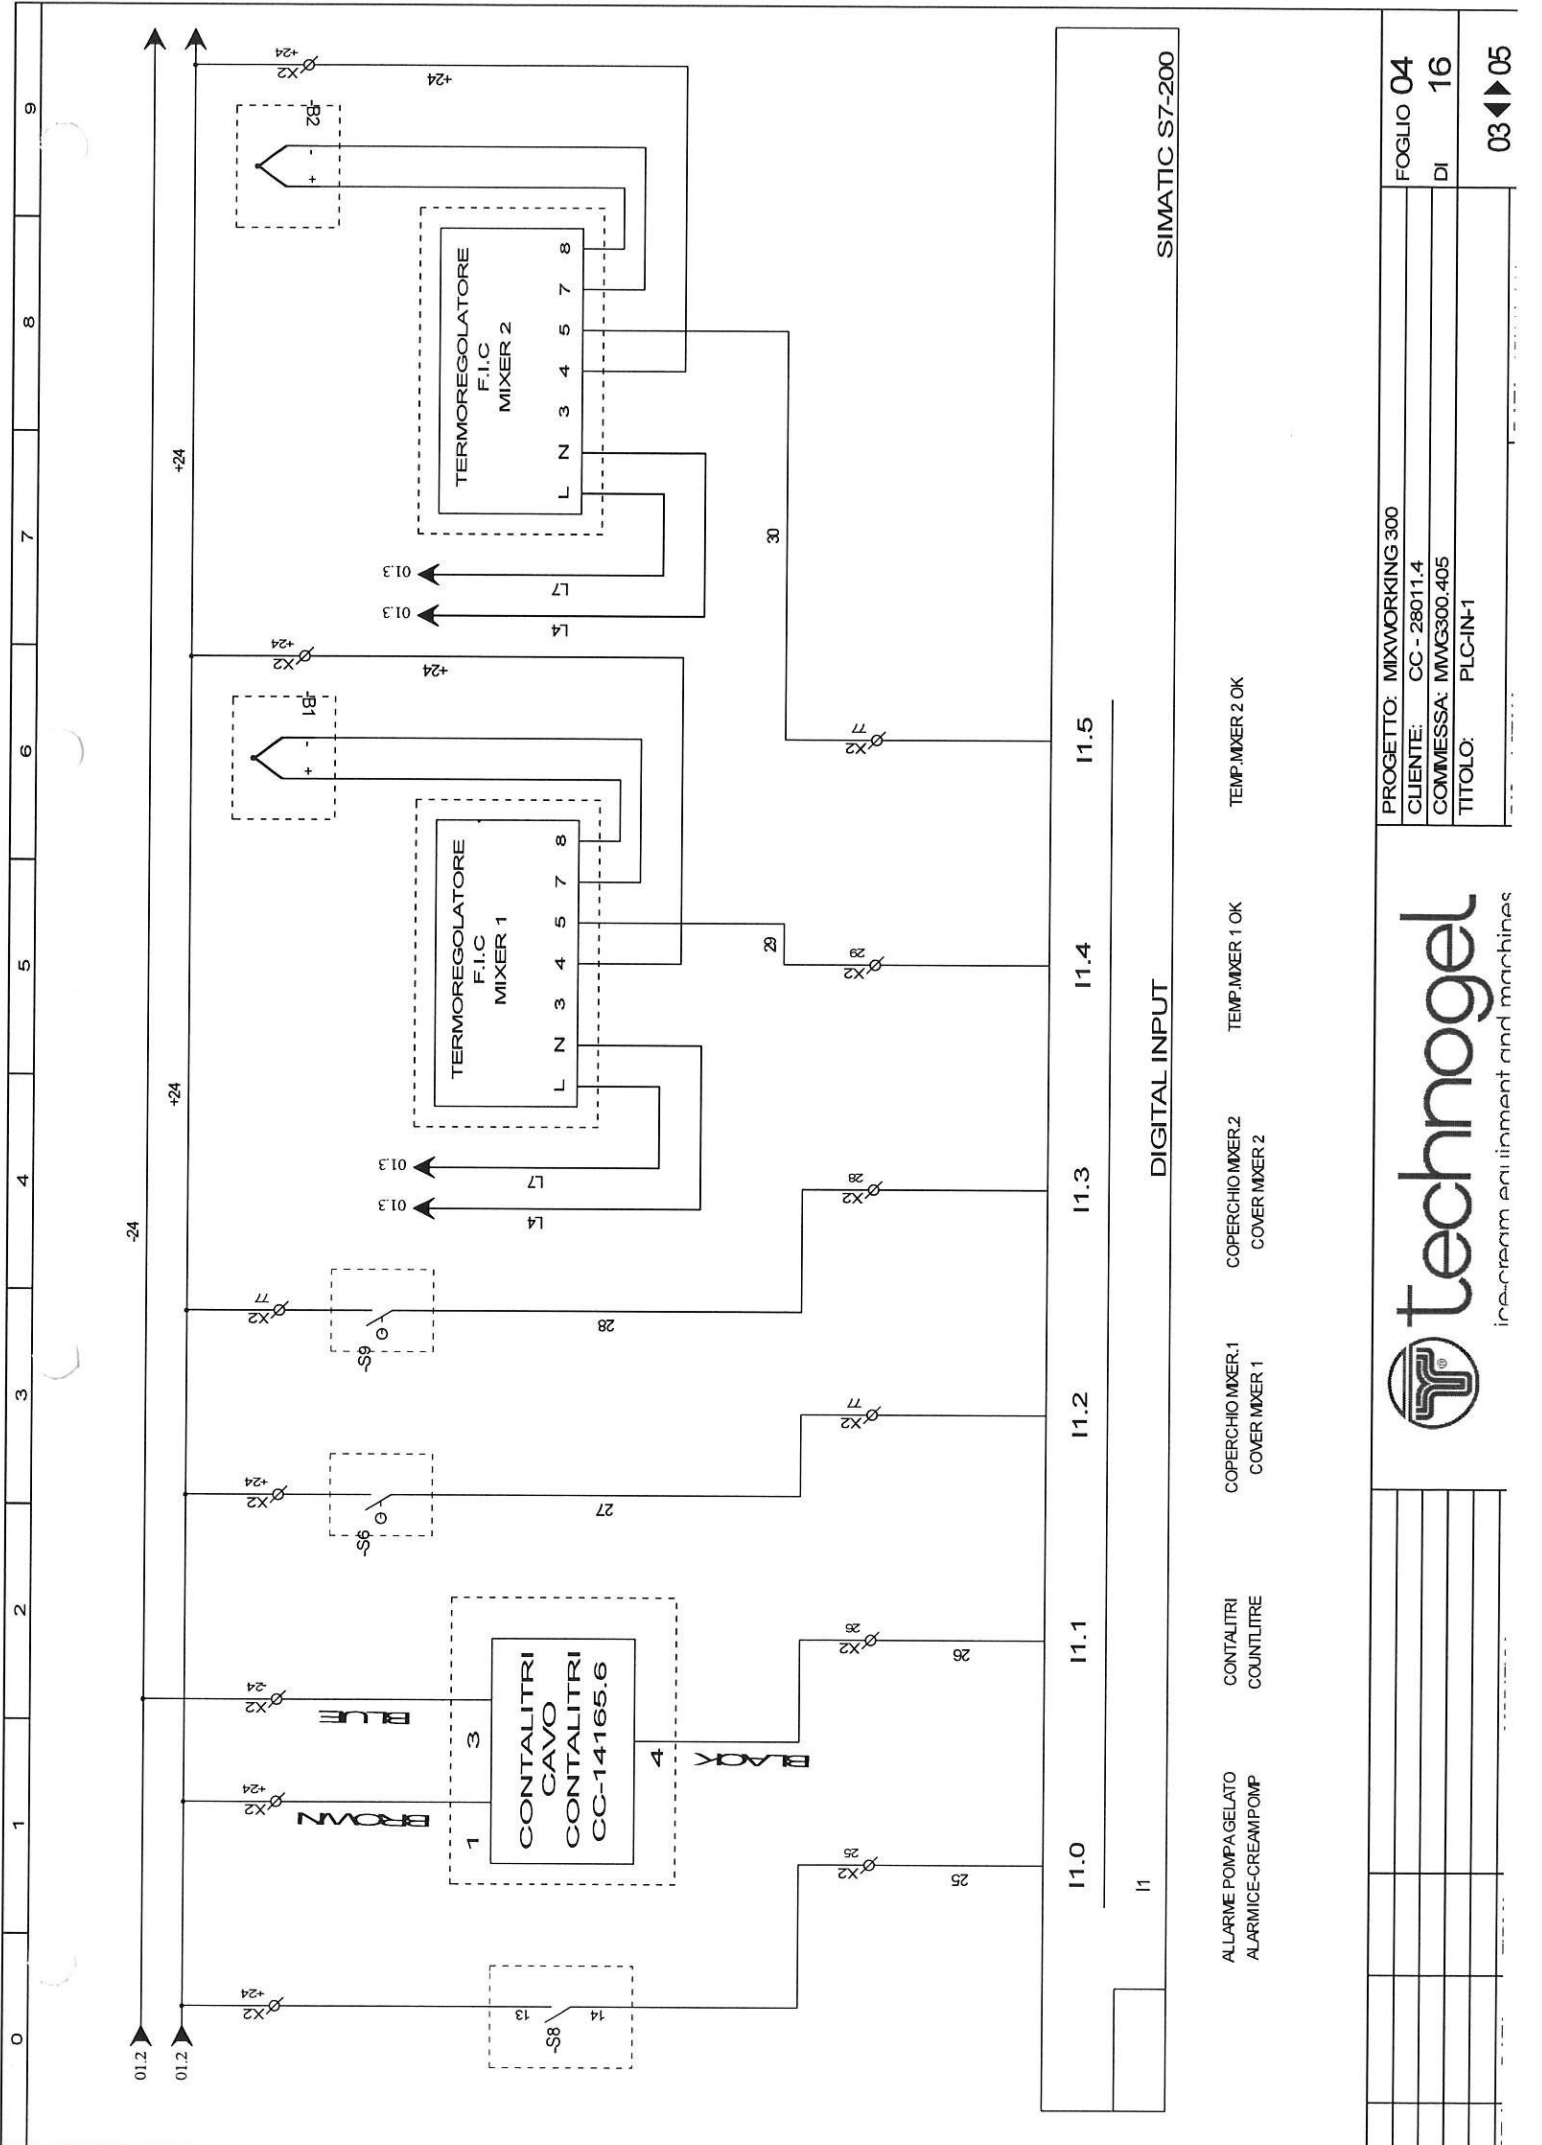 0 1 2 3 4 5 6 7 8 9
01.2 -24
01.2 +24 +24
X2 +24
13
-S8
14
X2 25
25
X2 +24
BROWN
X2 -24
BLUE
1 3
CONTALITRI
CAVO
CONTALITRI
CC-14165.6
4
BLACK
X2 26
26
X2 +24
-S6
27
X2 77
X2 77
-S9
28
X2 28
01.3 01.3
L4 L7
TERMOREGOLATORE
F.I.C
MIXER 1
L N 3 4 5 7 8
-B1
+ -
X2 +24
+24
29
X2 29
01.3 01.3
L4 L7
TERMOREGOLATORE
F.I.C
MIXER 2
L N 3 4 5 7 8
-B2
+ -
X2 +24
+24
30
X2 77
I1.0 I1.1 I1.2 I1.3 I1.4 I1.5
I1
DIGITAL INPUT
SIMATIC S7-200
ALLARME POMPA GELATO
ALARM ICE-CREAM POMP
CONTALITRI
COUNTLITRE
COPERCHIO MIXER.1
COVER MIXER 1
COPERCHIO MIXER.2
COVER MIXER 2
TEMP.MIXER 1 OK
TEMP.MIXER 2 OK
®
technogel
ice-cream equipment and machines
PROGETTO: MIXWORKING 300
CLIENTE: CC - 28011.4
COMMESSA: MWG300.405
TITOLO: PLC-IN-1
FOGLIO 04
DI 16
03 05